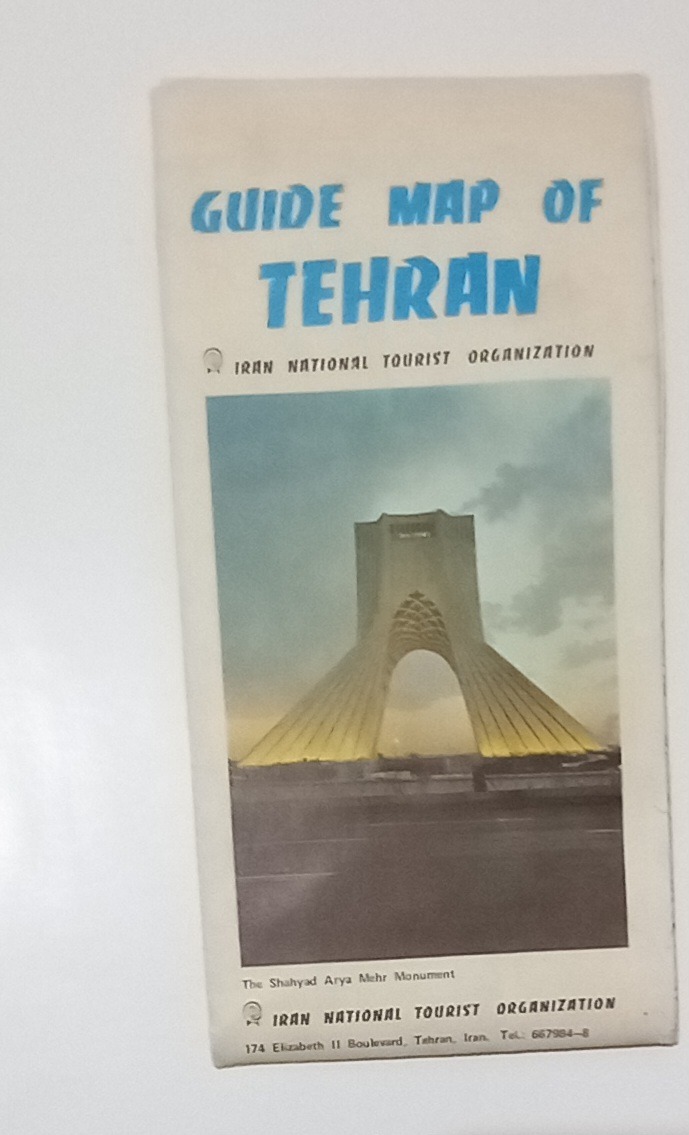 GUIDE MAP OF
TEHRAN
IRAN NATIONAL TOURIST ORGANIZATION
The Shahyad Arya Mehr Monument
IRAN NATIONAL TOURIST ORGANIZATION
174 Elizabeth II Boulevard, Tehran, Iran. Tel.: 667984–8